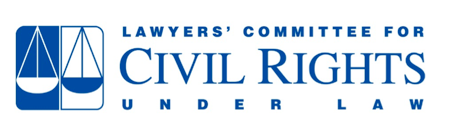 LAWYERS’ COMMITTEE FOR
CIVIL RIGHTS
UNDER LAW